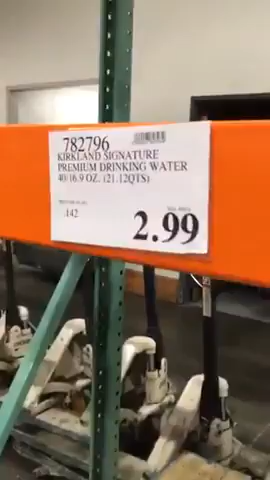 782796
KIRKLAND SIGNATURE
PREMIUM DRINKING WATER
40/16.9 OZ. (21.12QTS)
.142
2.99